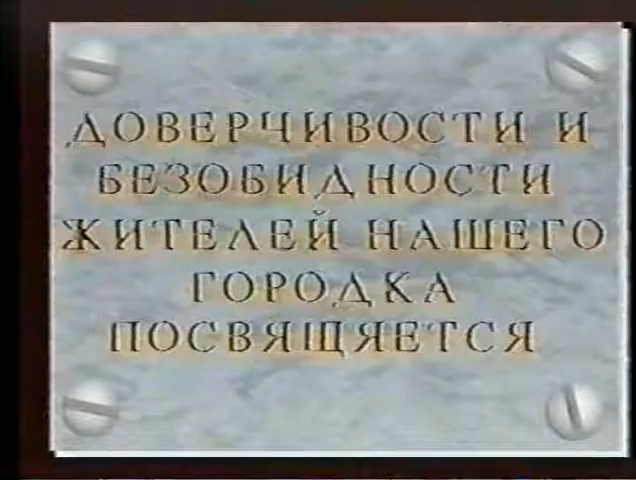 ДОВЕРЧИВОСТИ И
БЕЗОБИДНОСТИ
ЖИТЕЛЕЙ НАШЕГО
ГОРОДКА
ПОСВЯЩЯЕТСЯ